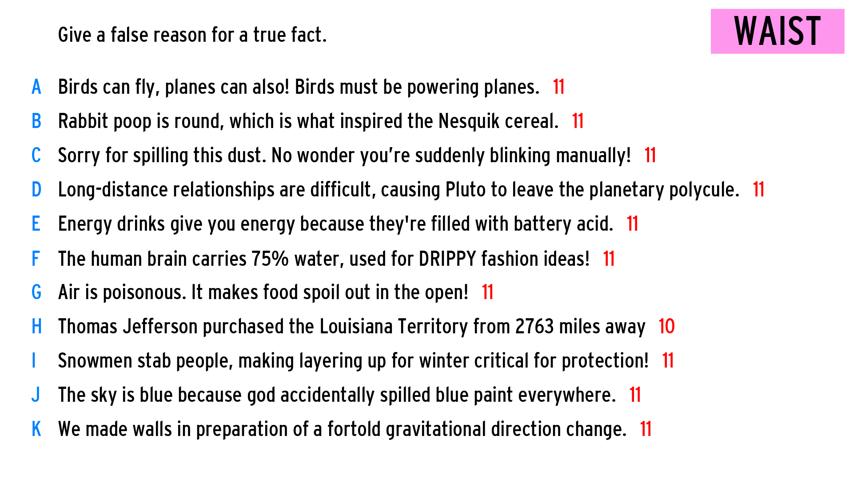 Give a false reason for a true fact.
WAIST
A Birds can fly, planes can also! Birds must be powering planes. 11
B Rabbit poop is round, which is what inspired the Nesquik cereal. 11
C Sorry for spilling this dust. No wonder you're suddenly blinking manually! 11
D Long-distance relationships are difficult, causing Pluto to leave the planetary polycule. 11
E Energy drinks give you energy because they're filled with battery acid. 11
F The human brain carries 75% water, used for DRIPPY fashion ideas! 11
G Air is poisonous. It makes food spoil out in the open! 11
H Thomas Jefferson purchased the Louisiana Territory from 2763 miles away 10
I Snowmen stab people, making layering up for winter critical for protection! 11
J The sky is blue because god accidentally spilled blue paint everywhere. 11
K We made walls in preparation of a fortold gravitational direction change. 11